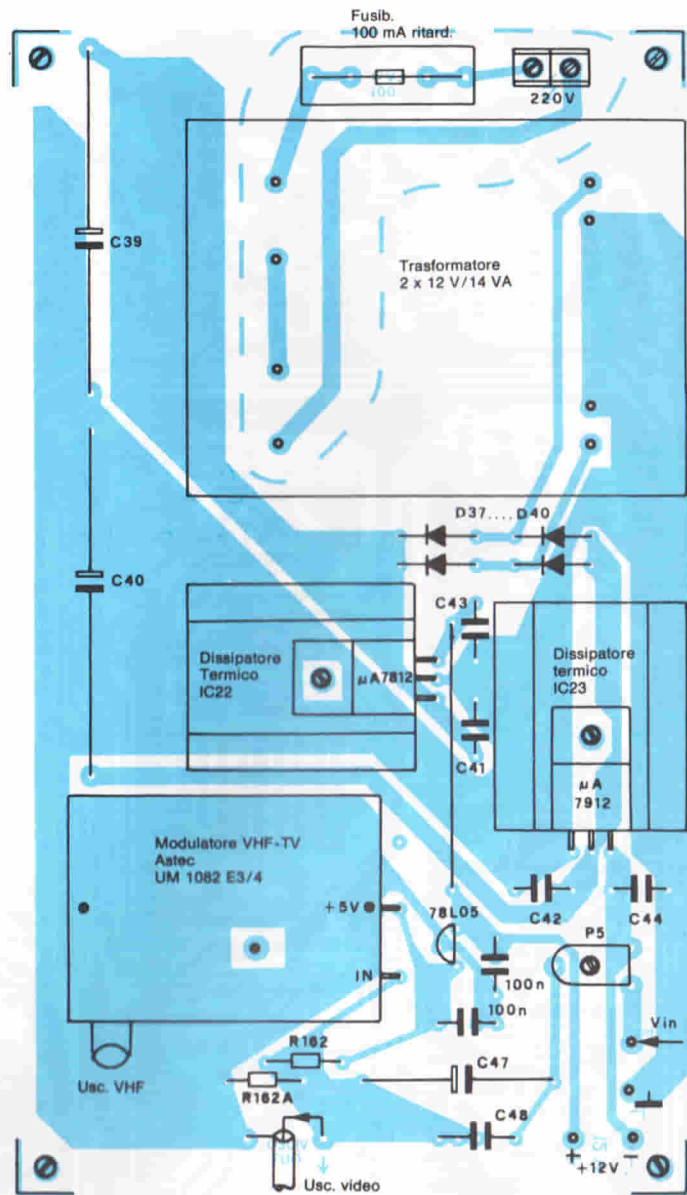 Fusib.
100 mA ritard.
220V
C39
Trasformatore
2 x 12 V/14 VA
D37....D40
C40
C43
Dissipatore
Termico
IC22
µA7812
Dissipatore
termico
IC23
C41
µA
7912
Modulatore VHF-TV
Astec
UM 1082 E3/4
+5V
78L05
C42
C44
P5
IN
100n
100n
Vin
R162
C47
Usc. VHF
R162A
C48
+
-
+12V
Usc. video